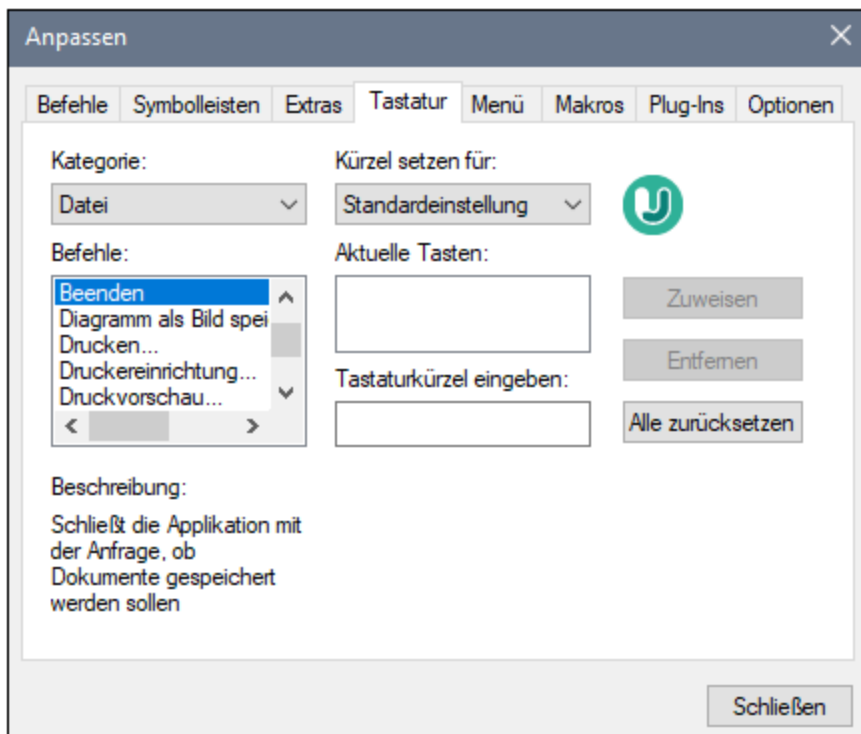 Anpassen
Befehle Symbolleisten Extras Tastatur Menü Makros Plug-Ins Optionen
Kategorie:
Datei
Befehle:
Beenden
Diagramm als Bild spei
Drucken...
Druckereinrichtung...
Druckvorschau...
Beschreibung:
Schließt die Applikation mit
der Anfrage, ob
Dokumente gespeichert
werden sollen
Kürzel setzen für:
Standardeinstellung
Aktuelle Tasten:
Tastaturkürzel eingeben:
Zuweisen
Entfernen
Alle zurücksetzen
Schließen